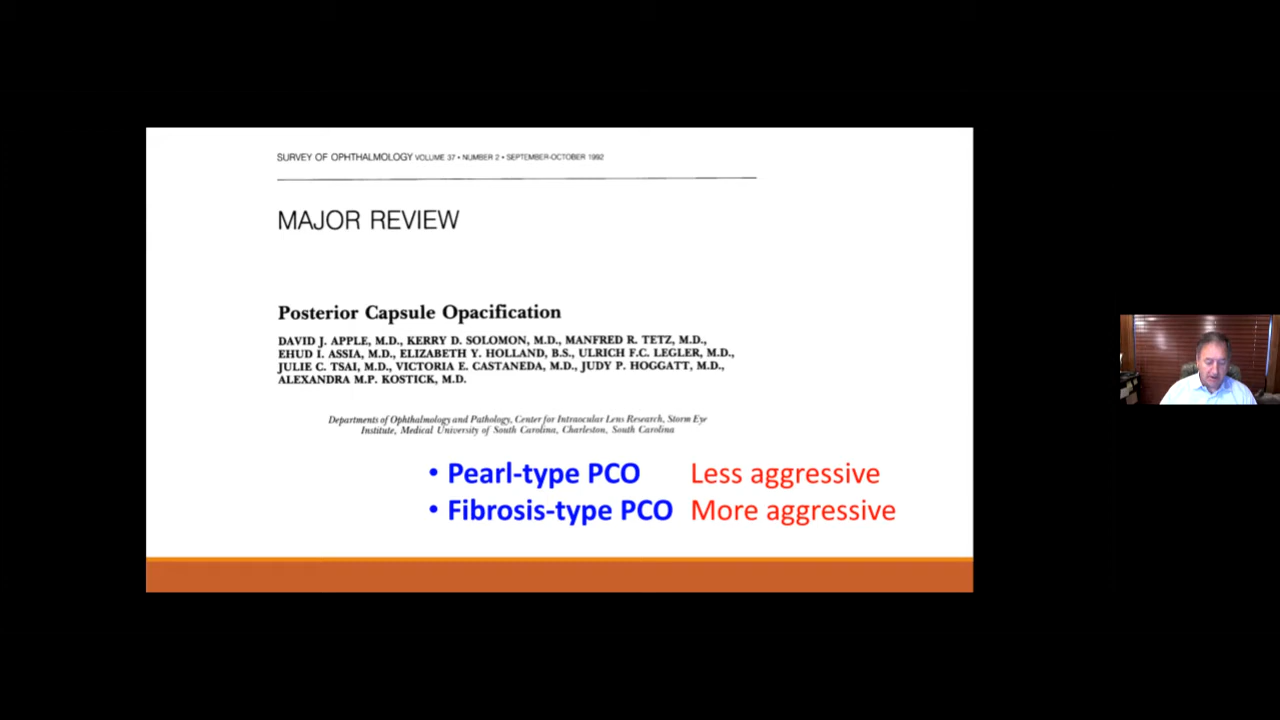 SURVEY OF OPHTHALMOLOGY VOLUME 37 • NUMBER 2 • SEPTEMBER-OCTOBER 1992
MAJOR REVIEW
Posterior Capsule Opacification
DAVID J. APPLE, M.D., KERRY D. SOLOMON, M.D., MANFRED R. TETZ, M.D.,
EHUD I. ASSIA, M.D., ELIZABETH Y. HOLLAND, B.S., ULRICH F.C. LEGLER, M.D.,
JULIE C. TSAI, M.D., VICTORIA E. CASTANEDA, M.D., JUDY P. HOGGATT, M.D.,
ALEXANDRA M.P. KOSTICK, M.D.
Departments of Ophthalmology and Pathology, Center for Intraocular Lens Research, Storm Eye
Institute, Medical University of South Carolina, Charleston, South Carolina
• Pearl-type PCO Less aggressive
• Fibrosis-type PCO More aggressive